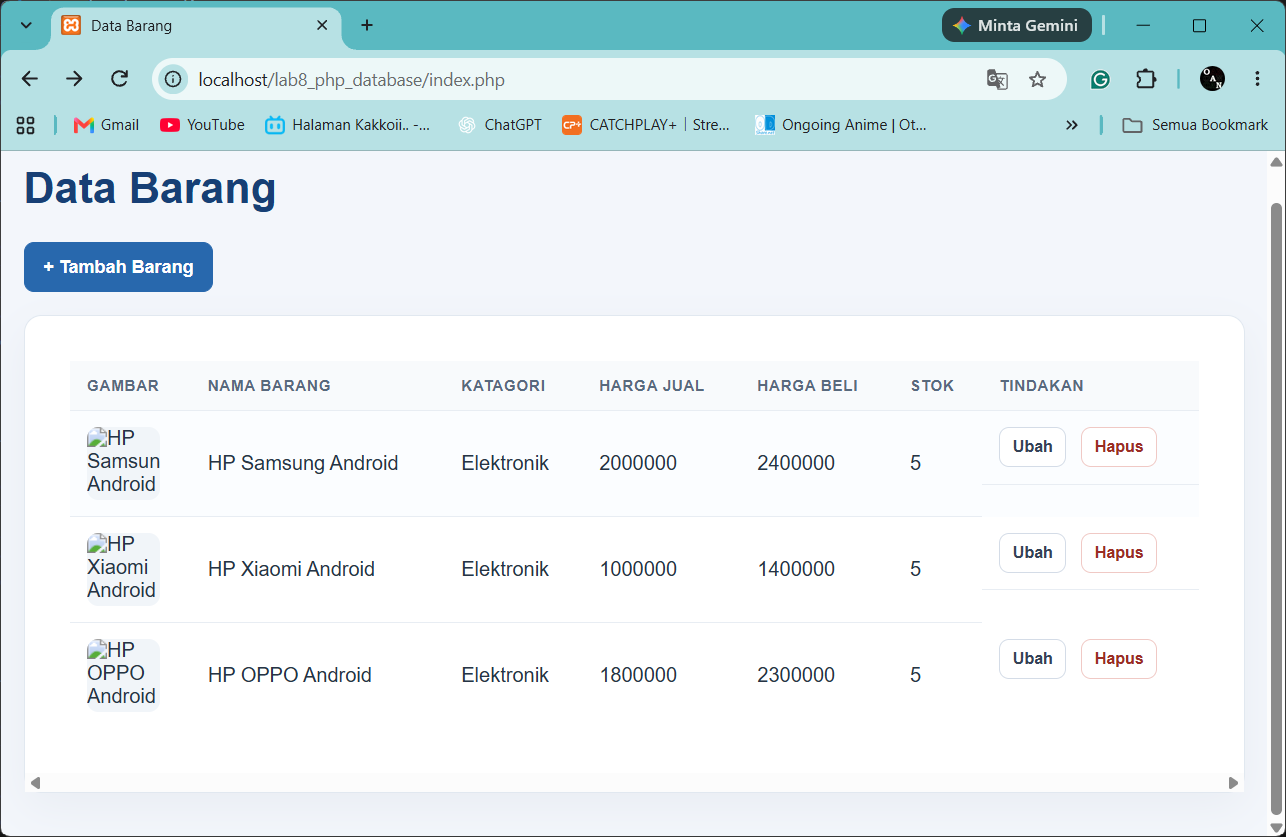 Data Barang
Minta Gemini
localhost/lab8_php_database/index.php
Gmail YouTube Halaman Kakkoii.. -... ChatGPT CATCHPLAY+ | Stre... Ongoing Anime | Ot... » Semua Bookmark
Data Barang
+ Tambah Barang
GAMBAR NAMA BARANG KATAGORI HARGA JUAL HARGA BELI STOK TINDAKAN
HP
Samsun
Android
HP Samsung Android Elektronik 2000000 2400000 5 Ubah Hapus
HP
Xiaomi
Android
HP Xiaomi Android Elektronik 1000000 1400000 5 Ubah Hapus
HP
OPPO
Android
HP OPPO Android Elektronik 1800000 2300000 5 Ubah Hapus